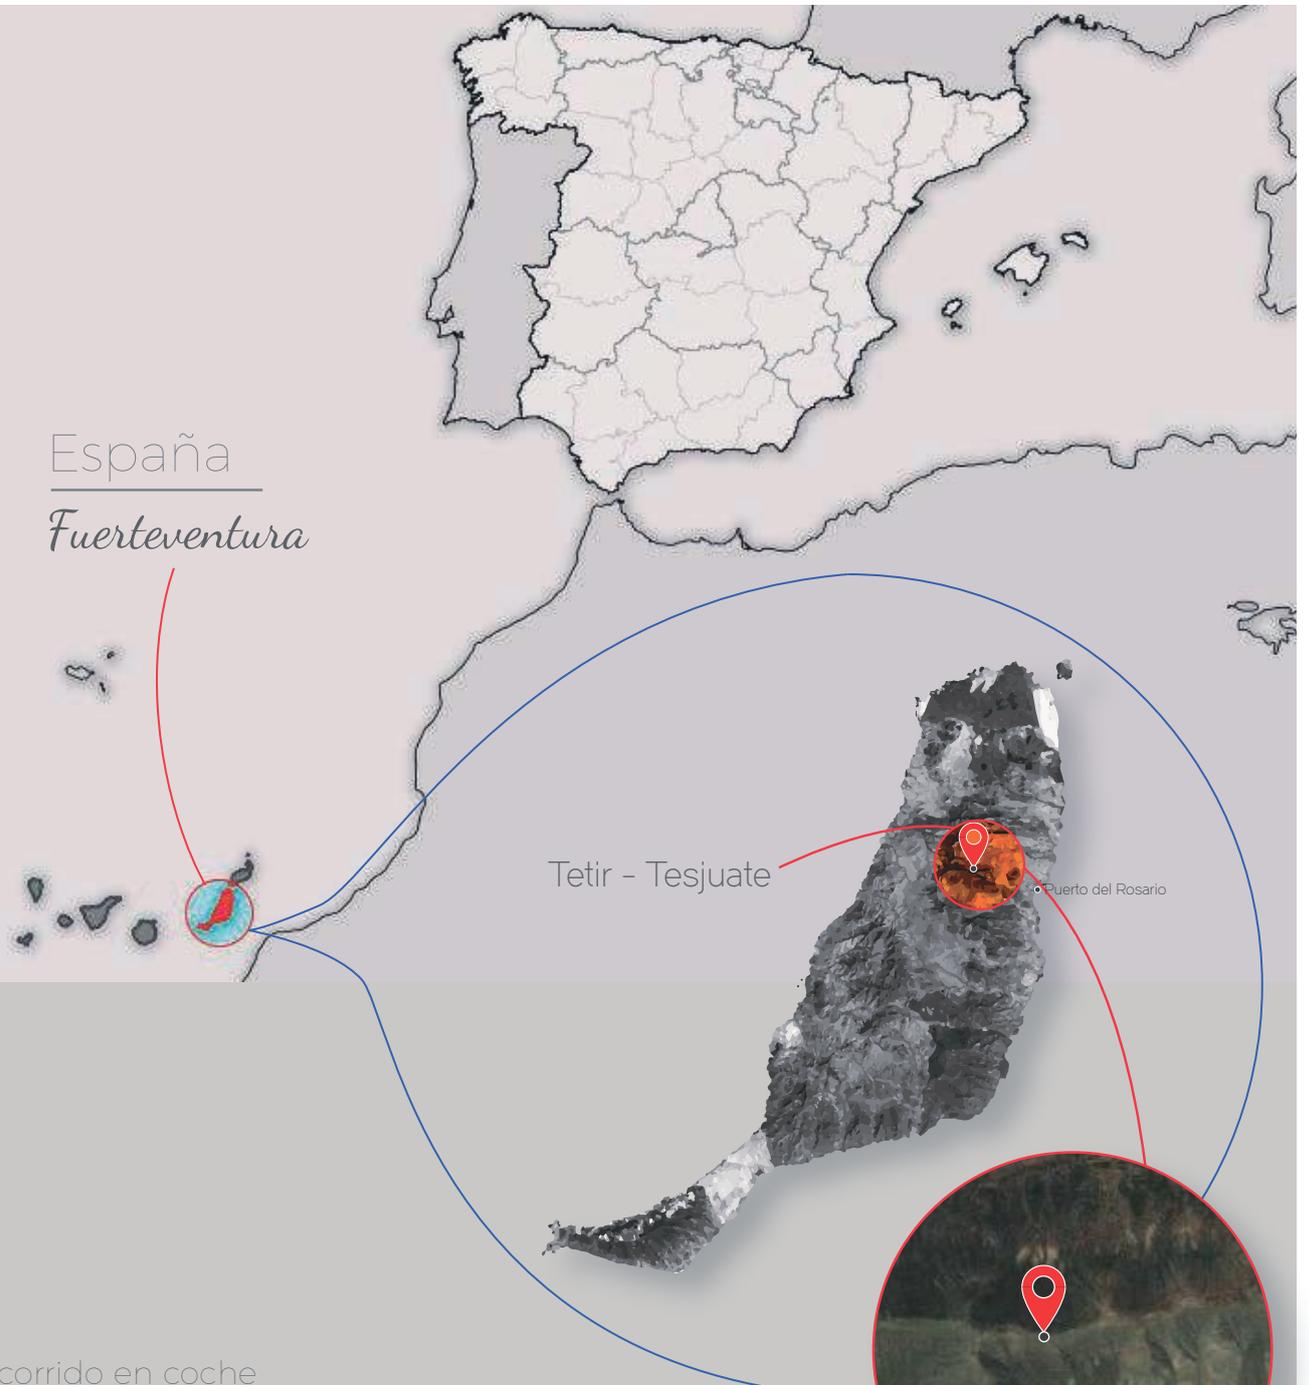 España
Fuerteventura
Tetir - Tesjuate
Puerto del Rosario
corrido en coche